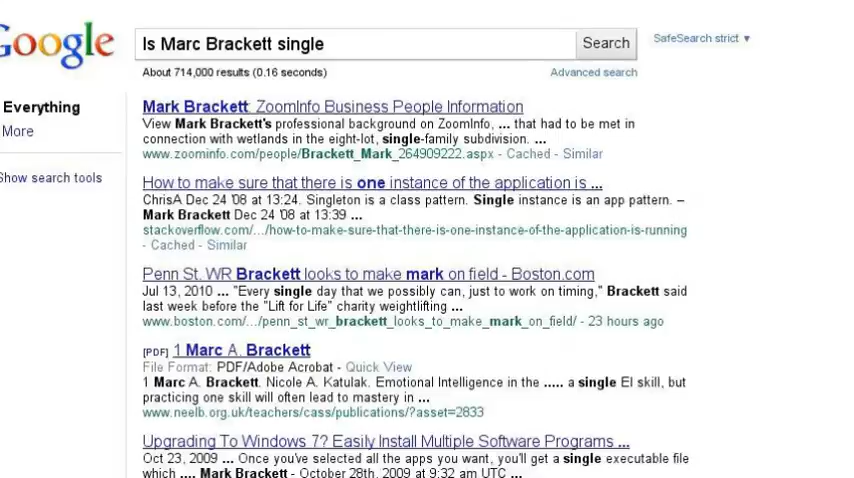 Google
Is Marc Brackett single
Search
SafeSearch strict ▼
About 714,000 results (0.16 seconds)
Advanced search
Everything
More
Show search tools
Mark Brackett: ZoomInfo Business People Information
View Mark Brackett's professional background on ZoomInfo, ... that had to be met in
connection with wetlands in the eight-lot, single-family subdivision. ...
www.zoominfo.com/people/Brackett_Mark_264909222.aspx - Cached - Similar
How to make sure that there is one instance of the application is ...
ChrisA Dec 24 '08 at 13:24. Singleton is a class pattern. Single instance is an app pattern. –
Mark Brackett Dec 24 '08 at 13:39 ...
stackoverflow.com/.../how-to-make-sure-that-there-is-one-instance-of-the-application-is-running
- Cached - Similar
Penn St. WR Brackett looks to make mark on field - Boston.com
Jul 13, 2010 ... "Every single day that we possibly can, just to work on timing," Brackett said
last week before the "Lift for Life" charity weightlifting ...
www.boston.com/.../penn_st_wr_brackett_looks_to_make_mark_on_field/ - 23 hours ago
[PDF] 1 Marc A. Brackett
File Format: PDF/Adobe Acrobat - Quick View
1 Marc A. Brackett. Nicole A. Katulak. Emotional Intelligence in the ..... a single EI skill, but
practicing one skill will often lead to mastery in ...
www.neelb.org.uk/teachers/cass/publications/?asset=2833
Upgrading To Windows 7? Easily Install Multiple Software Programs ...
Oct 23, 2009 ... Once you've selected all the apps you want, you'll get a single executable file
which .... Mark Brackett - October 28th, 2009 at 9:32 am UTC ...